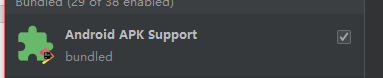 Bundled (29 of 38 enabled)
Android APK Support
bundled